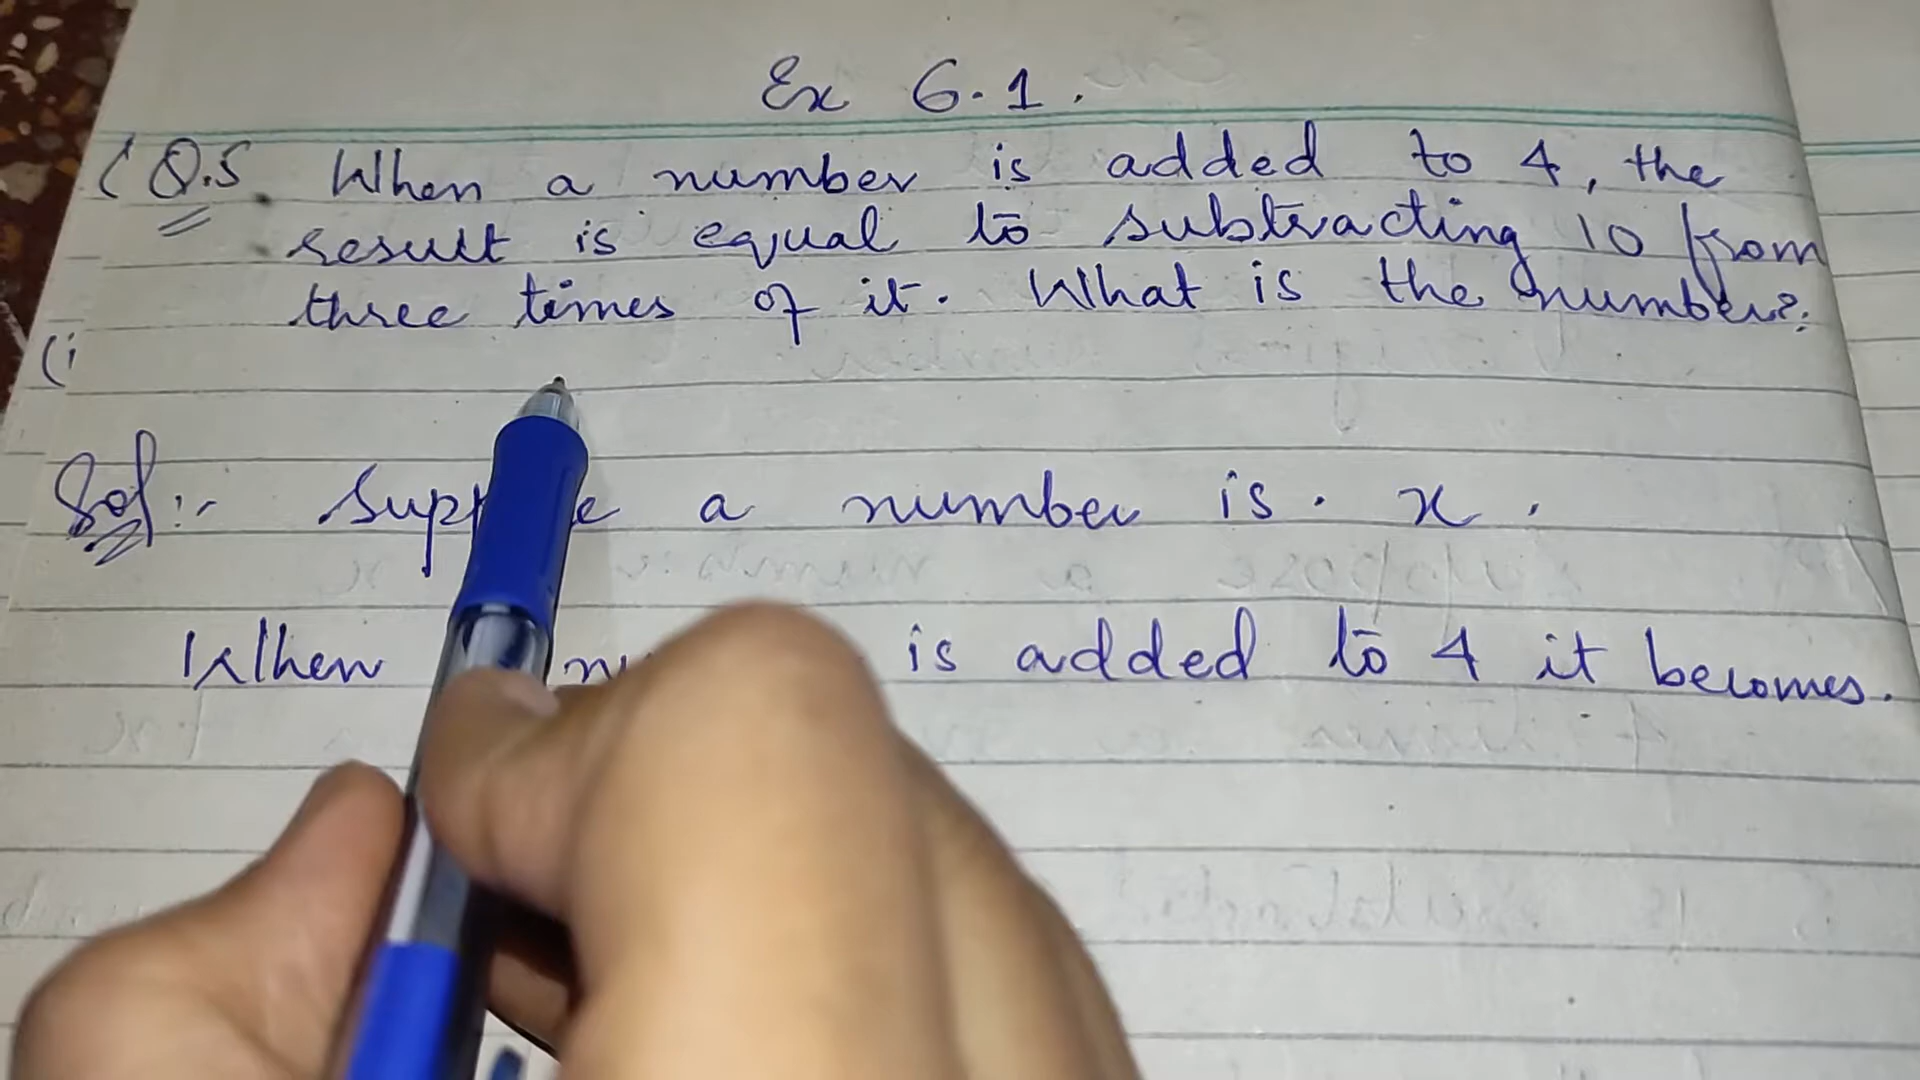 Ex 6.1.
( Q.5. When a number is added to 4, the
result is equal to subtracting 10 from
three times of it. What is the number?
(i
Sol:- a number is. x.
When is added to 4 it becomes.